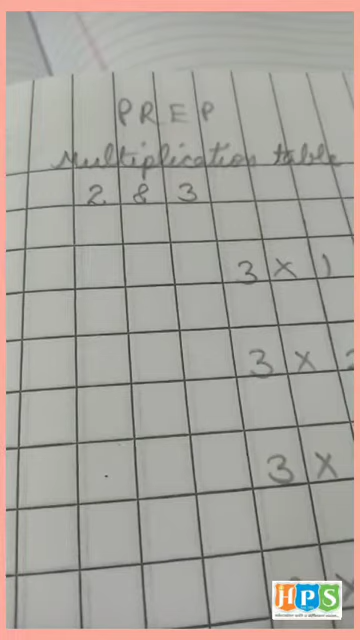 PREP
Multiplication table
2 & 3
3 X 1
3 X
3 X
HPS